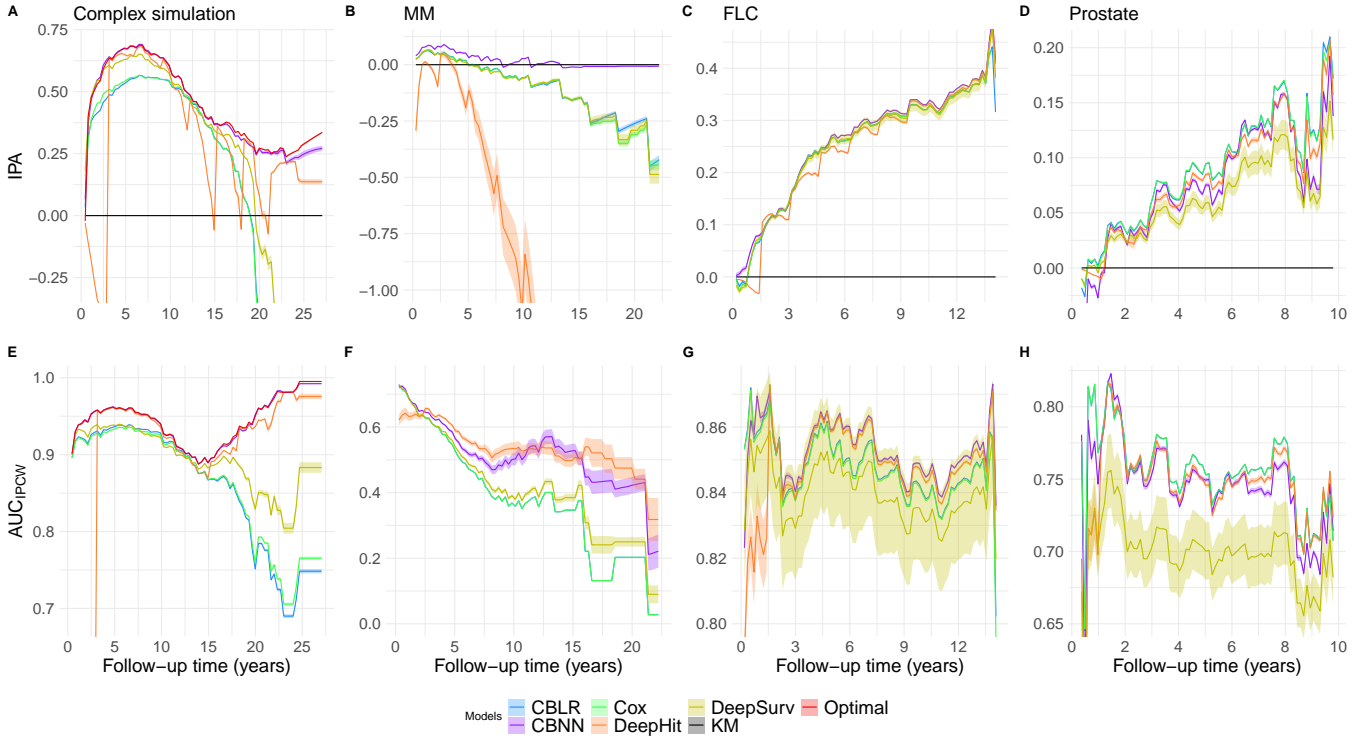 A Complex simulation B MM C FLC D Prostate
IPA
0.75
0.50
0.25
0.00
−0.25
0 5 10 15 20 25
0.00
−0.25
−0.50
−0.75
−1.00
0 5 10 15 20
0.4
0.3
0.2
0.1
0.0
0 3 6 9 12
0.20
0.15
0.10
0.05
0.00
0 2 4 6 8 10
E F G H
AUC IPCW
1.0
0.9
0.8
0.7
0 5 10 15 20 25
Follow−up time (years)
0.6
0.4
0.2
0.0
0 5 10 15 20
Follow−up time (years)
0.86
0.84
0.82
0.80
0 3 6 9 12
Follow−up time (years)
0.80
0.75
0.70
0.65
0 2 4 6 8 10
Follow−up time (years)
Models
CBLR Cox DeepSurv Optimal
CBNN DeepHit KM